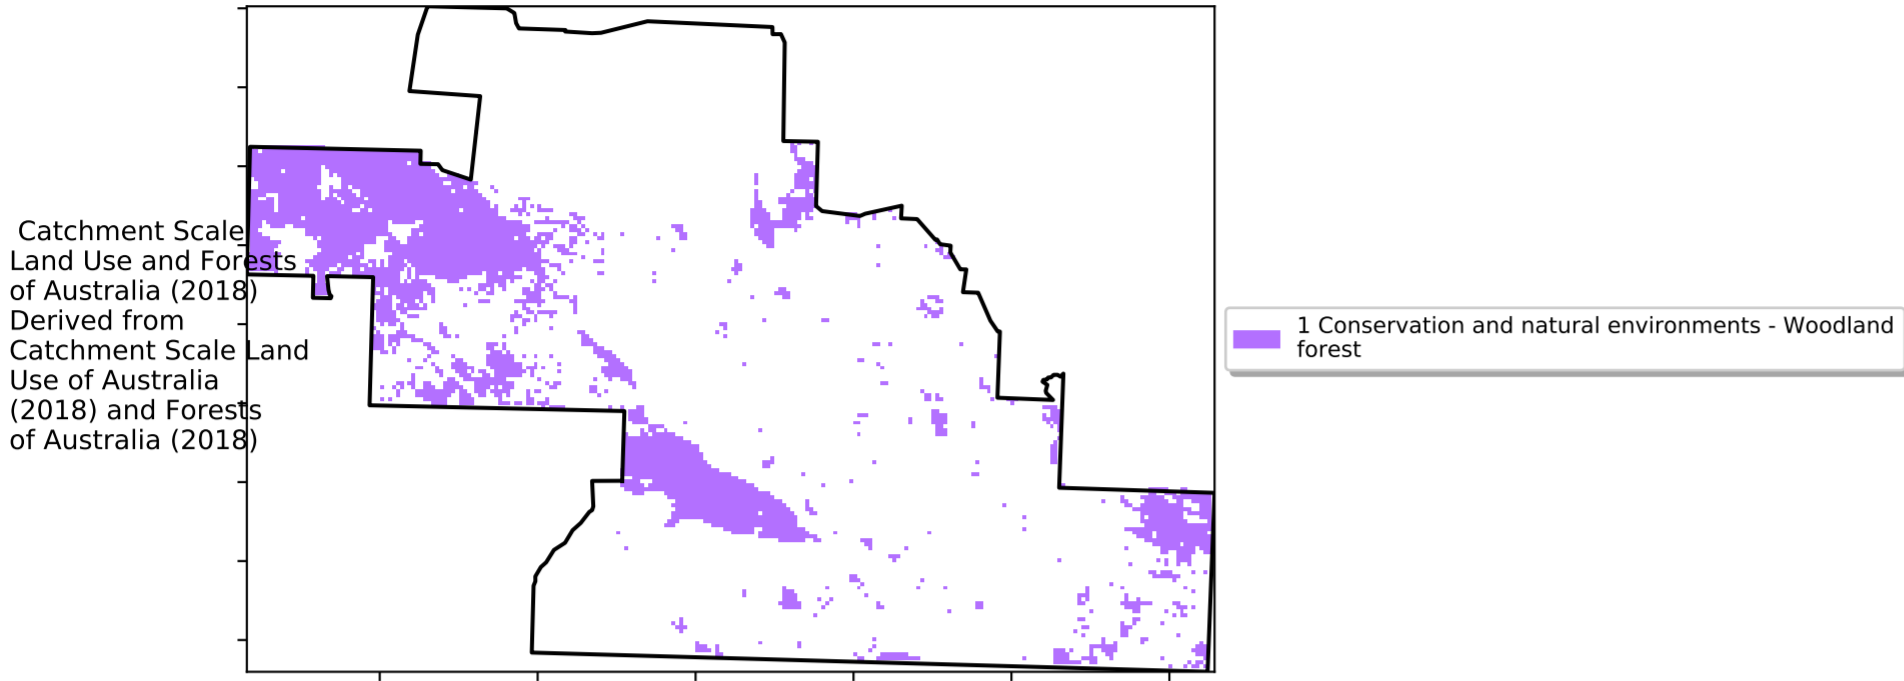 Catchment Scale
Land Use and Forests
of Australia (2018)
Derived from
Catchment Scale Land
Use of Australia
(2018) and Forests
of Australia (2018)
1 Conservation and natural environments - Woodland
forest